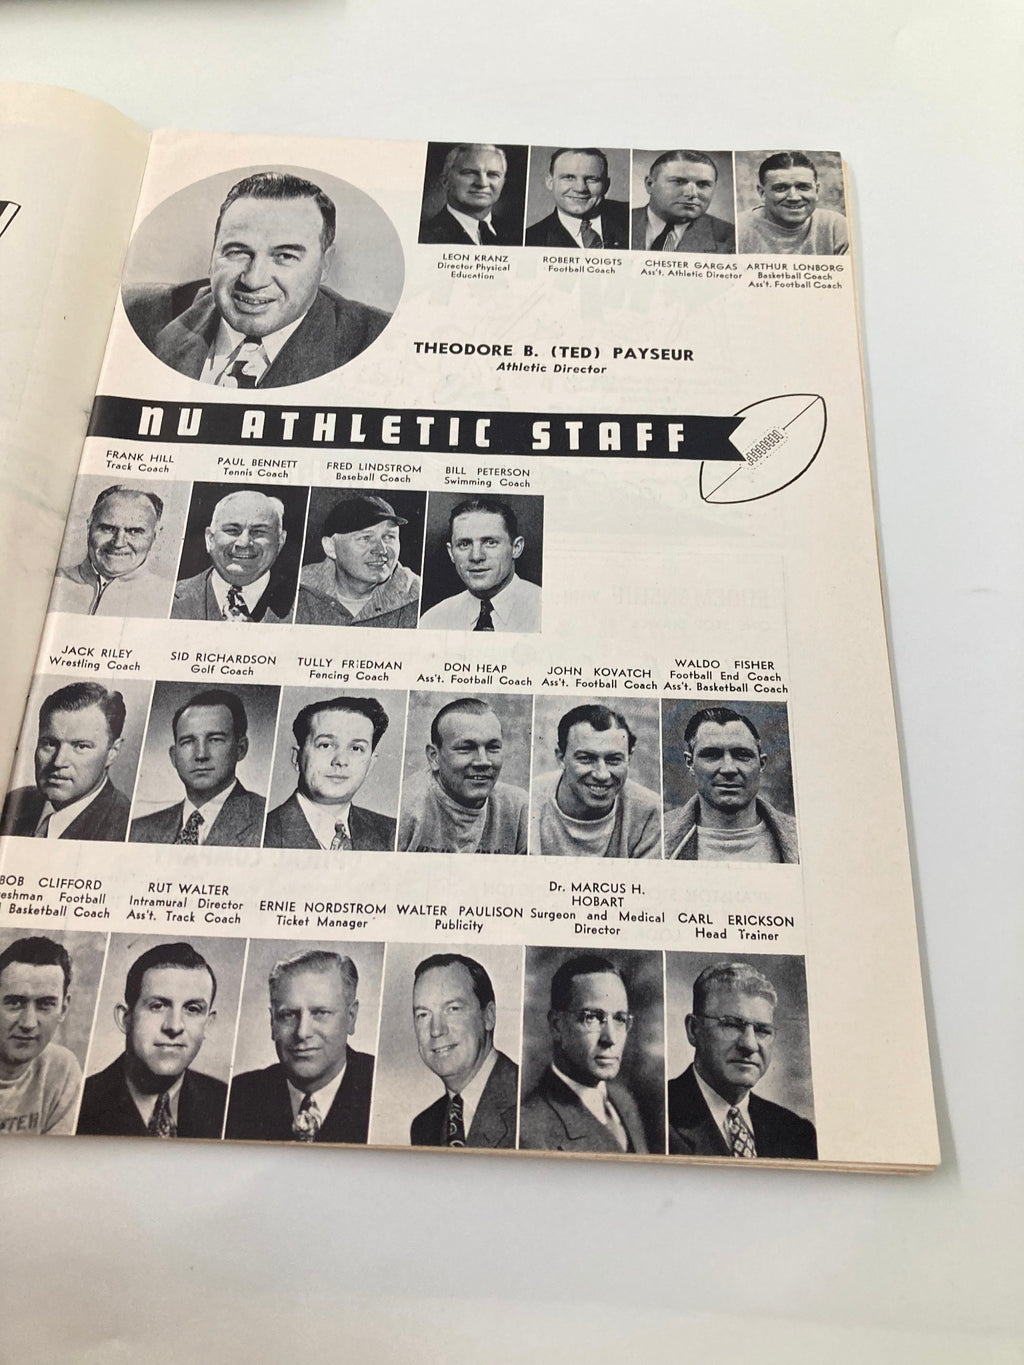 LEON KRANZ
Director Physical
Education
ROBERT VOIGTS
Football Coach
CHESTER GARGAS
Ass't. Athletic Director
ARTHUR LONBORG
Basketball Coach
Ass't. Football Coach
THEODORE B. (TED) PAYSEUR
Athletic Director
NU ATHLETIC STAFF
FRANK HILL
Track Coach
PAUL BENNETT
Tennis Coach
FRED LINDSTROM
Baseball Coach
BILL PETERSON
Swimming Coach
JACK RILEY
Wrestling Coach
SID RICHARDSON
Golf Coach
TULLY FRIEDMAN
Fencing Coach
DON HEAP
Ass't. Football Coach
JOHN KOVATCH
Ass't. Football Coach
WALDO FISHER
Football End Coach
Ass't. Basketball Coach
BOB CLIFFORD
eshman Football
Basketball Coach
RUT WALTER
Intramural Director
Ass't. Track Coach
ERNIE NORDSTROM
Ticket Manager
WALTER PAULISON
Publicity
Dr. MARCUS H.
HOBART
Surgeon and Medical
Director
CARL ERICKSON
Head Trainer